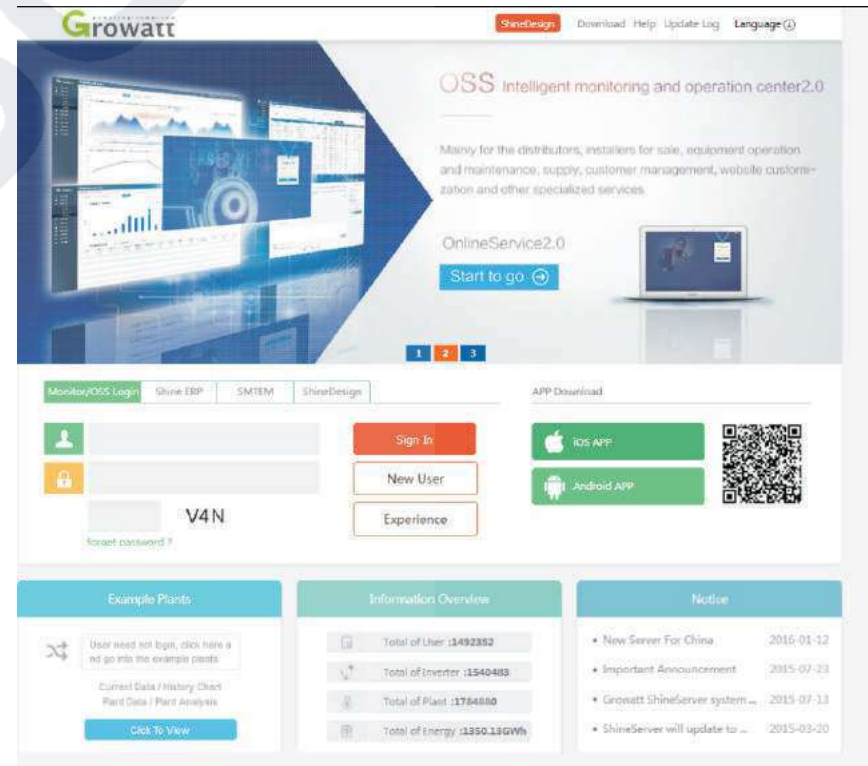 Growatt
ShineDesign Download Help Update Log Language
OSS Intelligent monitoring and operation center2.0
Mainly for the distributors, installers for sale, equipment operation
and maintenance, supply, customer management, website customi-
zation and other specialized services
OnlineService2.0
Start to go
1 2 3
Monitor/OSS Login Shine ERP SMTEM ShineDesign
APP Download
Sign In
iOS APP
New User
Android APP
V4N
Experience
forget password ?
Example Plants
User need not login, click here a
nd go into the example plants
Current Data / History Chart
Plant Data / Plant Analysis
Click To View
Information Overview
Total of User :1492352
Total of Inverter :1540483
Total of Plant :1784880
Total of Energy :1350.13GWh
Notice
• New Server For China 2016-01-12
• Important Announcement 2015-07-23
• Growatt ShineServer system ... 2015-07-13
• ShineServer will update to ... 2015-03-20